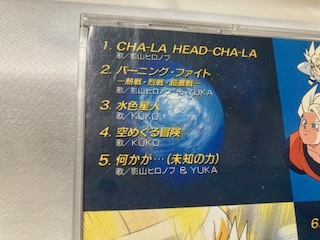 1. CHA-LA HEAD-CHA-LA
歌/影山ヒロノブ
2. バーニング・ファイト
—熱戦・烈戦・超激戦—
歌/影山ヒロノブ & YUKA
3. 水色星人
歌/KUKO
4. 空めぐる冒険
歌/KUKO
5. 何かが…(未知の力)
歌/影山ヒロノブ & YUKA
6.